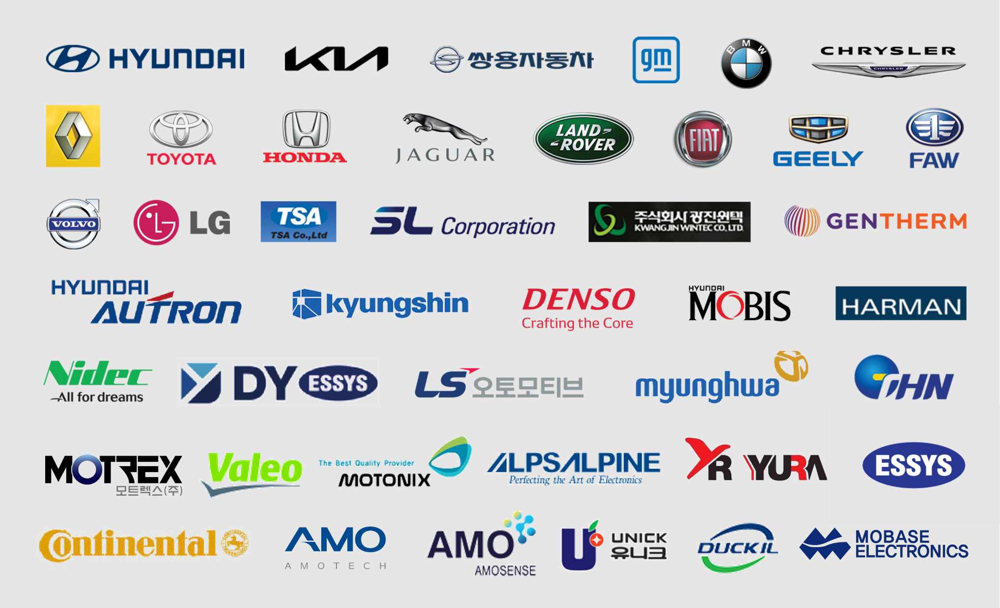 HYUNDAI
KIA
쌍용자동차
gm
BMW
CHRYSLER
CHRYSLER
TOYOTA
HONDA
JAGUAR
LAND
ROVER
FIAT
GEELY
FAW
VOLVO
LG
TSA
TSA Co.,Ltd
SL Corporation
주식회사 광진윈텍
KWANGJIN WINTEC CO., LTD.
GENTHERM
HYUNDAI
AUTRON
kyungshin
DENSO
Crafting the Core
HYUNDAI
MOBIS
HARMAN
Nidec
All for dreams
DY ESSYS
LS 오토모티브
myunghwa
HN
MOTREX
모트렉스(주)
Valeo
The Best Quality Provider
MOTONIX
ALPSALPINE
Perfecting the Art of Electronics
YR YURA
ESSYS
Continental
AMO
AMOTECH
AMO
AMOSENSE
U
UNICK
유니크
DUCKIL
MOBASE
ELECTRONICS